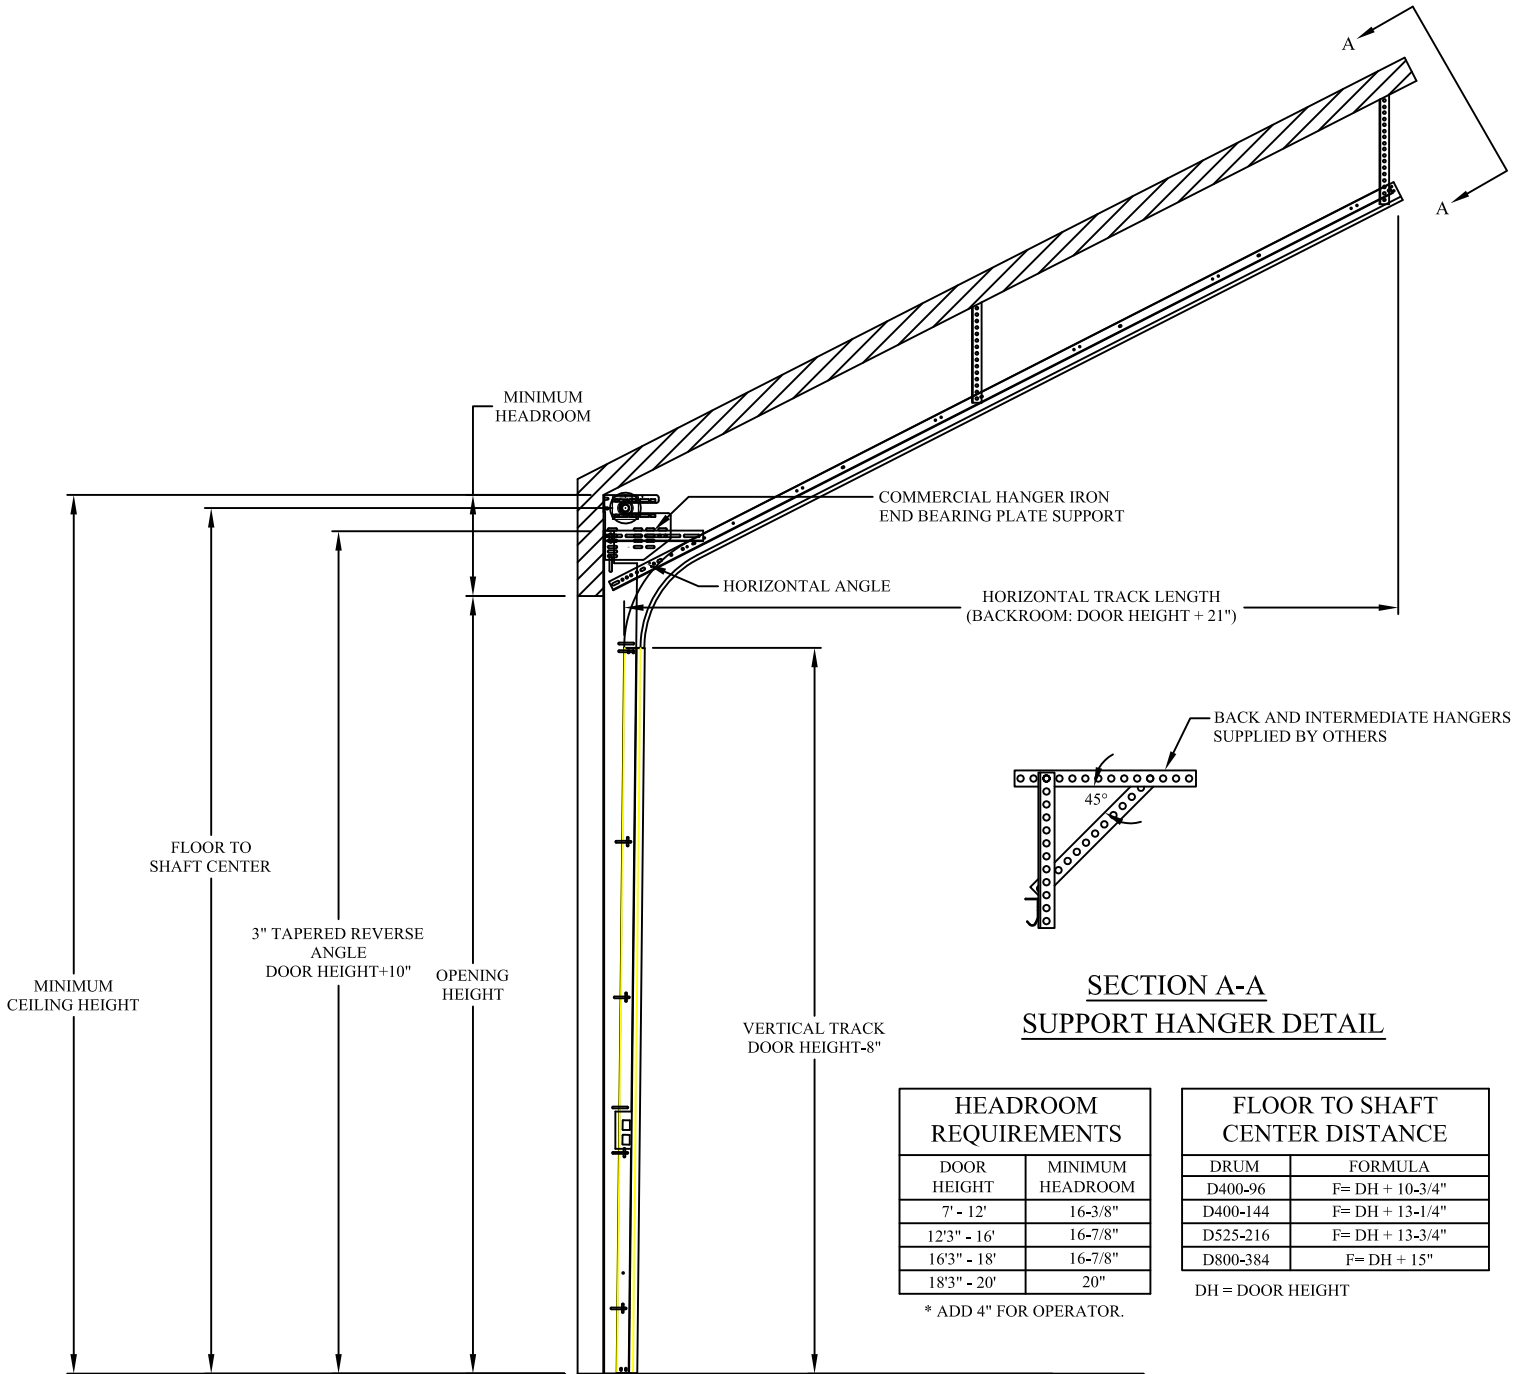 A
A
MINIMUM
HEADROOM
COMMERCIAL HANGER IRON
END BEARING PLATE SUPPORT
HORIZONTAL ANGLE
HORIZONTAL TRACK LENGTH
(BACKROOM: DOOR HEIGHT + 21")
BACK AND INTERMEDIATE HANGERS
SUPPLIED BY OTHERS
45°
FLOOR TO
SHAFT CENTER
3" TAPERED REVERSE
ANGLE
DOOR HEIGHT+10"
OPENING
HEIGHT
MINIMUM
CEILING HEIGHT
VERTICAL TRACK
DOOR HEIGHT-8"
SECTION A-A
SUPPORT HANGER DETAIL
HEADROOM
REQUIREMENTS
DOOR
HEIGHT
MINIMUM
HEADROOM
7' - 12' 16-3/8"
12'3" - 16' 16-7/8"
16'3" - 18' 16-7/8"
18'3" - 20' 20"
* ADD 4" FOR OPERATOR.
FLOOR TO SHAFT
CENTER DISTANCE
DRUM FORMULA
D400-96 F= DH + 10-3/4"
D400-144 F= DH + 13-1/4"
D525-216 F= DH + 13-3/4"
D800-384 F= DH + 15"
DH = DOOR HEIGHT